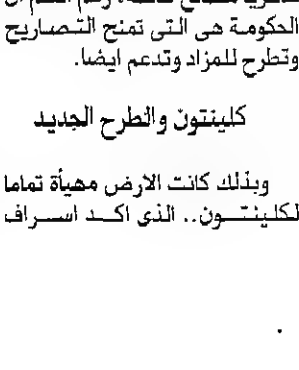 الحكومة هى التى تمنح التصاريح
وتطرح للمزاد وتدعم ايضا.
كلينتون والطرح الجديد
وبذلك كانت الارض مهيأة تماما
لكلينتــون.. الذى اكــد اســراف